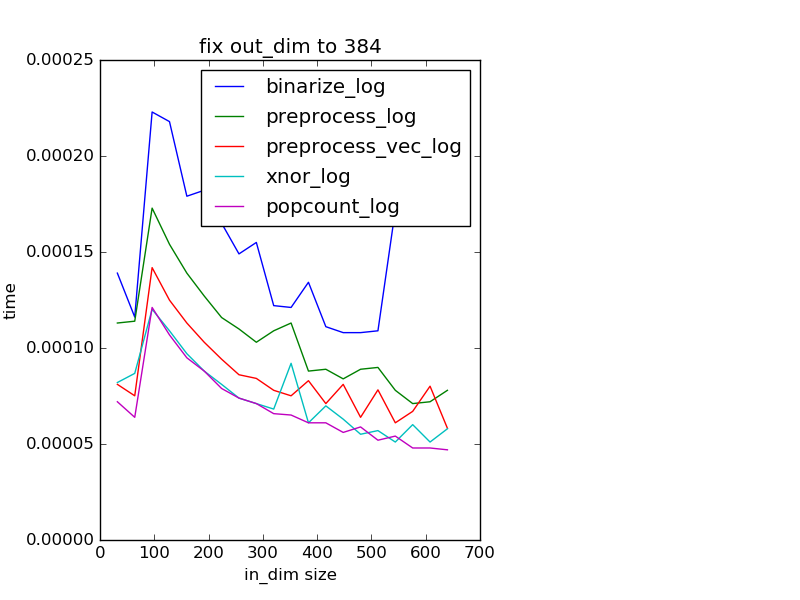 fix out_dim to 384
0.00025
0.00020
0.00015
0.00010
0.00005
0.00000
time
binarize_log
preprocess_log
preprocess_vec_log
xnor_log
popcount_log
0 100 200 300 400 500 600 700
in_dim size